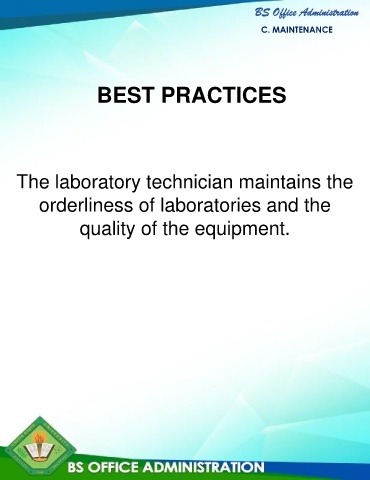 BS Office Administration
C. MAINTENANCE
BEST PRACTICES
The laboratory technician maintains the
orderliness of laboratories and the
quality of the equipment.
BS OFFICE ADMINISTRATION